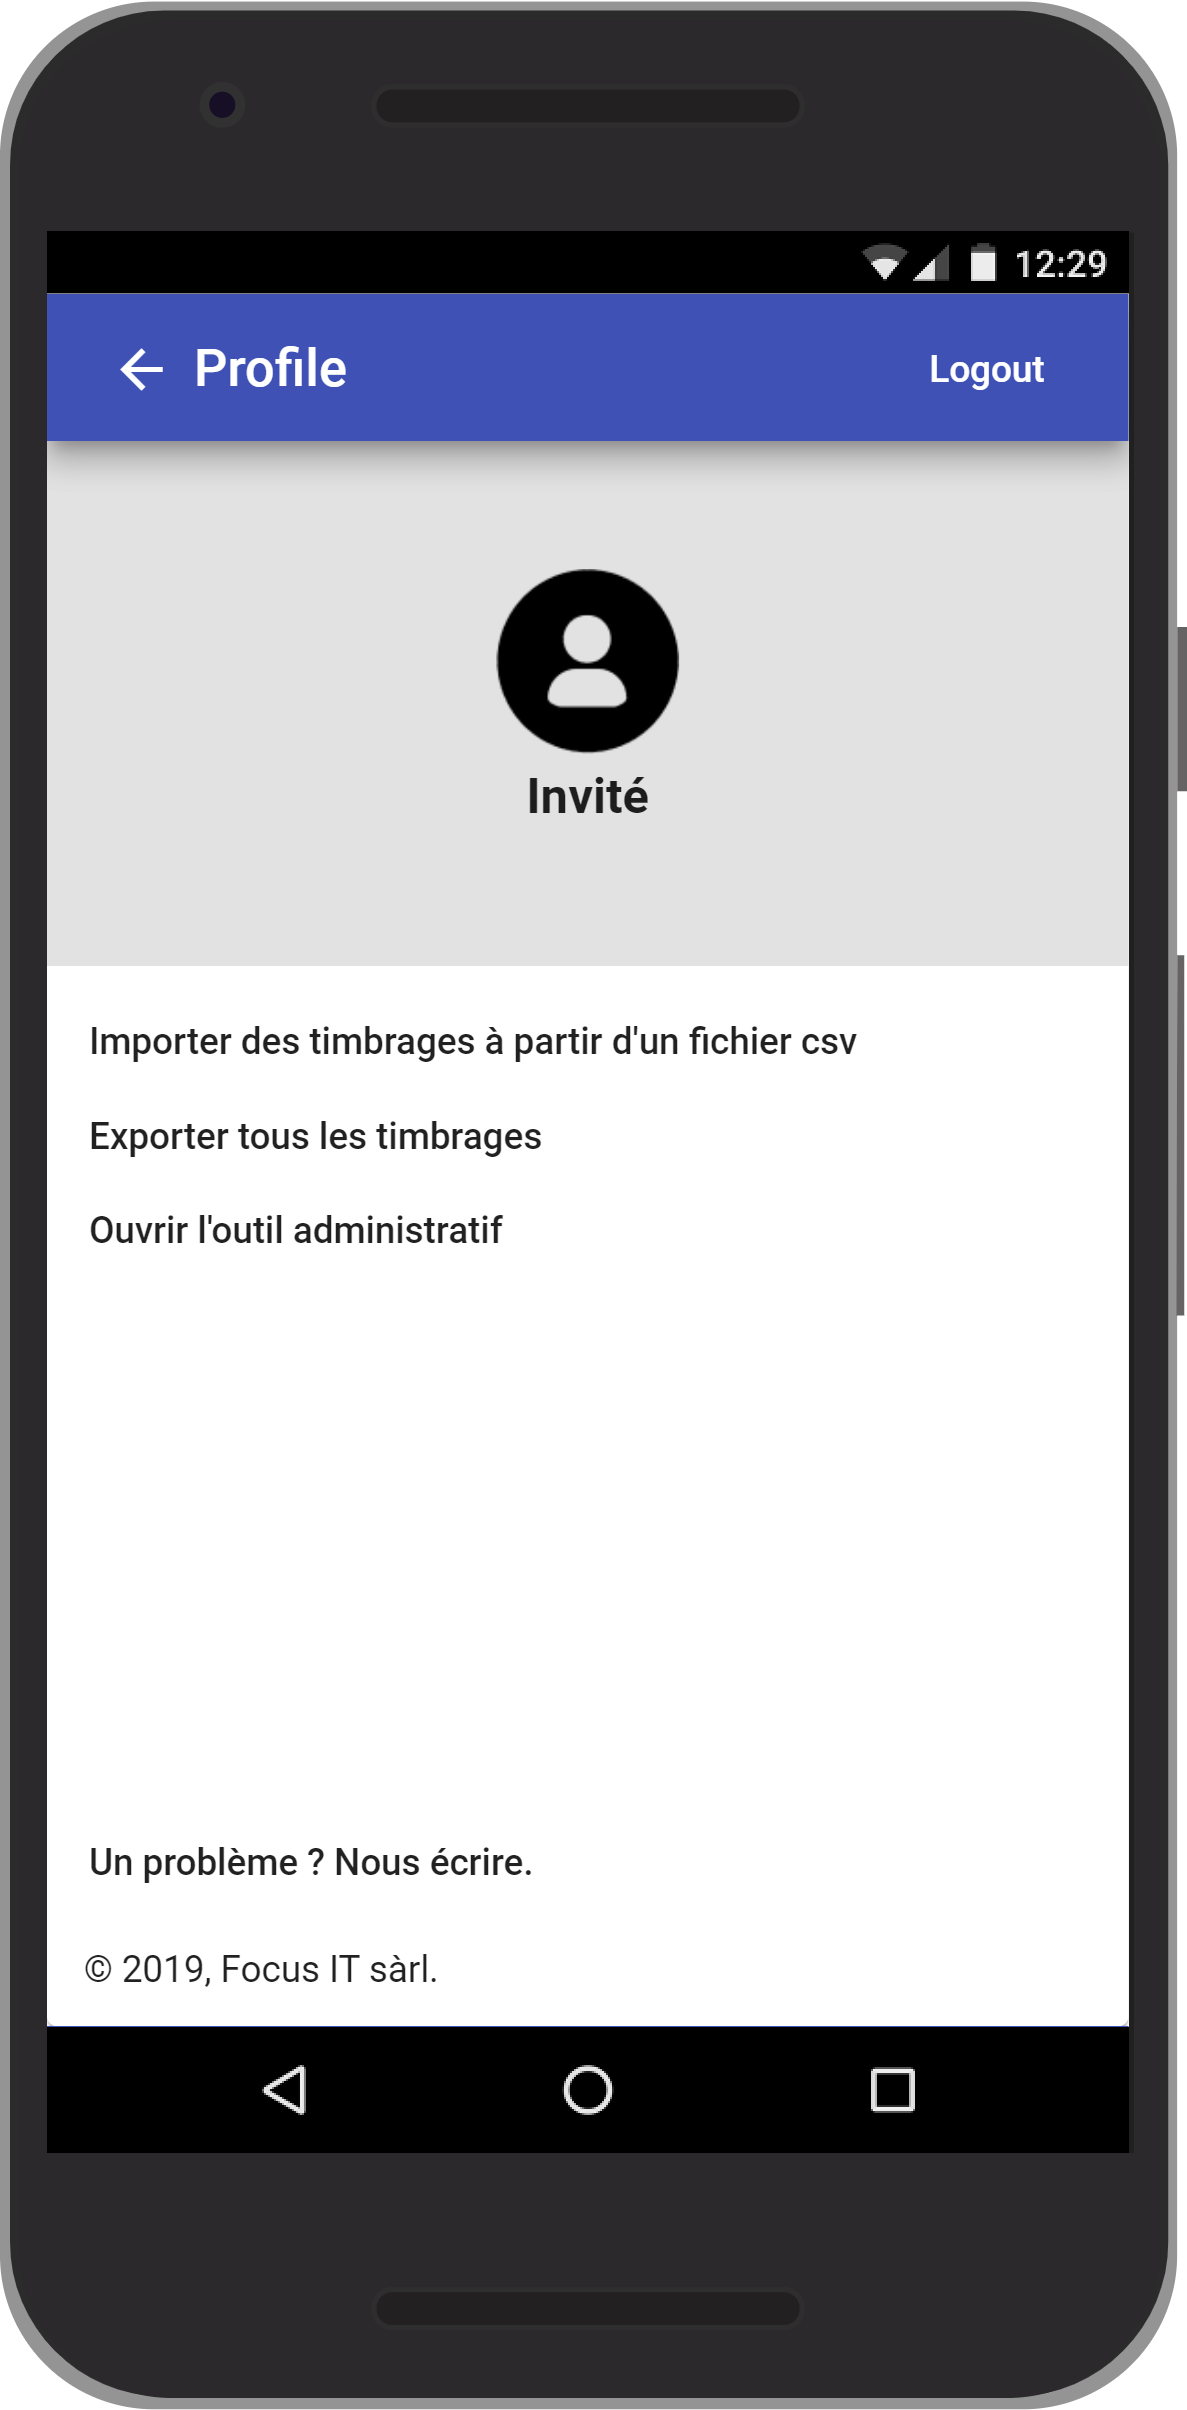 12:29
Profile
Logout
Invité
Importer des timbrages à partir d'un fichier csv
Exporter tous les timbrages
Ouvrir l'outil administratif
Un problème ? Nous écrire.
© 2019, Focus IT sàrl.